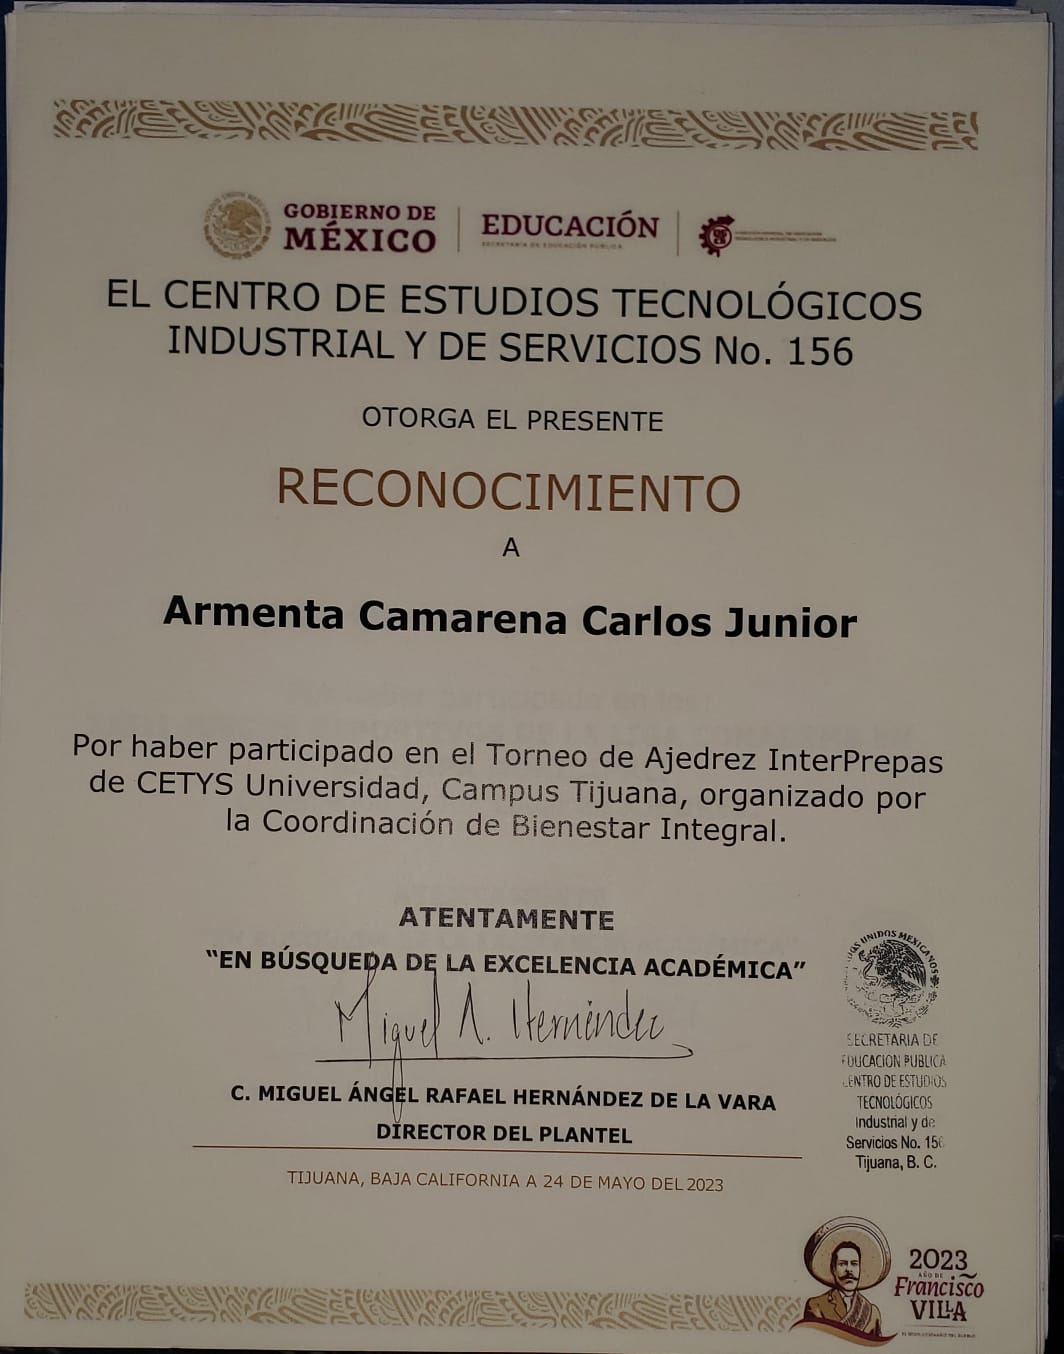 GOBIERNO DE
MÉXICO
EDUCACIÓN
SECRETARÍA DE EDUCACIÓN PÚBLICA
EL CENTRO DE ESTUDIOS TECNOLÓGICOS
INDUSTRIAL Y DE SERVICIOS No. 156
OTORGA EL PRESENTE
RECONOCIMIENTO
A
Armenta Camarena Carlos Junior
Por haber participado en el Torneo de Ajedrez InterPrepas
de CETYS Universidad, Campus Tijuana, organizado por
la Coordinación de Bienestar Integral.
ATENTAMENTE
“EN BÚSQUEDA DE LA EXCELENCIA ACADÉMICA”
Miguel A. Hernández
C. MIGUEL ÁNGEL RAFAEL HERNÁNDEZ DE LA VARA
DIRECTOR DEL PLANTEL
TIJUANA, BAJA CALIFORNIA A 24 DE MAYO DEL 2023
UNIDOS MEXICANOS
SECRETARIA DE
EDUCACION PUBLICA
CENTRO DE ESTUDIOS
TECNOLÓGICOS
Industrial y de
Servicios No. 156
Tijuana, B. C.
2023
AÑO DE
Francisco
VILLA